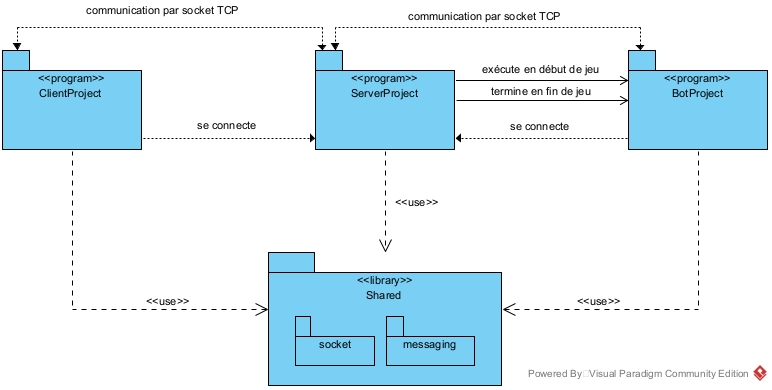 communication par socket TCP
communication par socket TCP
<<program>>
ClientProject
<<program>>
ServerProject
exécute en début de jeu
termine en fin de jeu
<<program>>
BotProject
se connecte
se connecte
<<use>>
<<use>>
<<use>>
<<library>>
Shared
socket
messaging
Powered By Visual Paradigm Community Edition